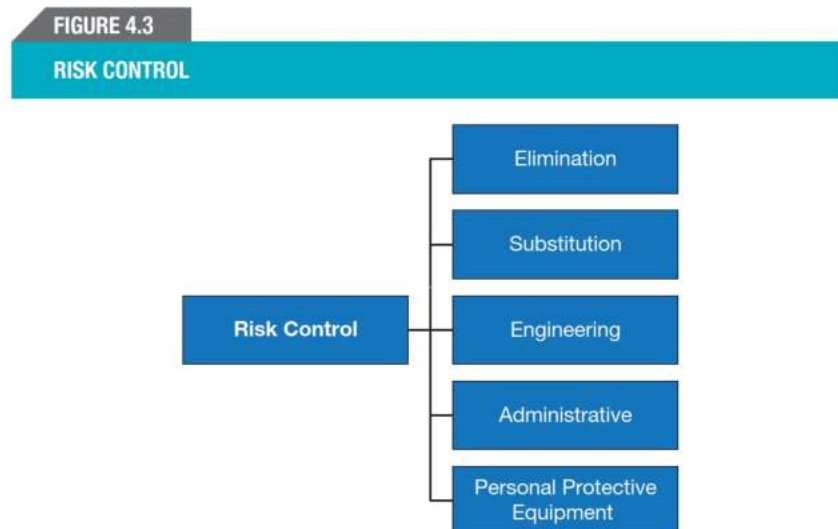 FIGURE 4.3
RISK CONTROL
Elimination
Substitution
Risk Control
Engineering
Administrative
Personal Protective
Equipment